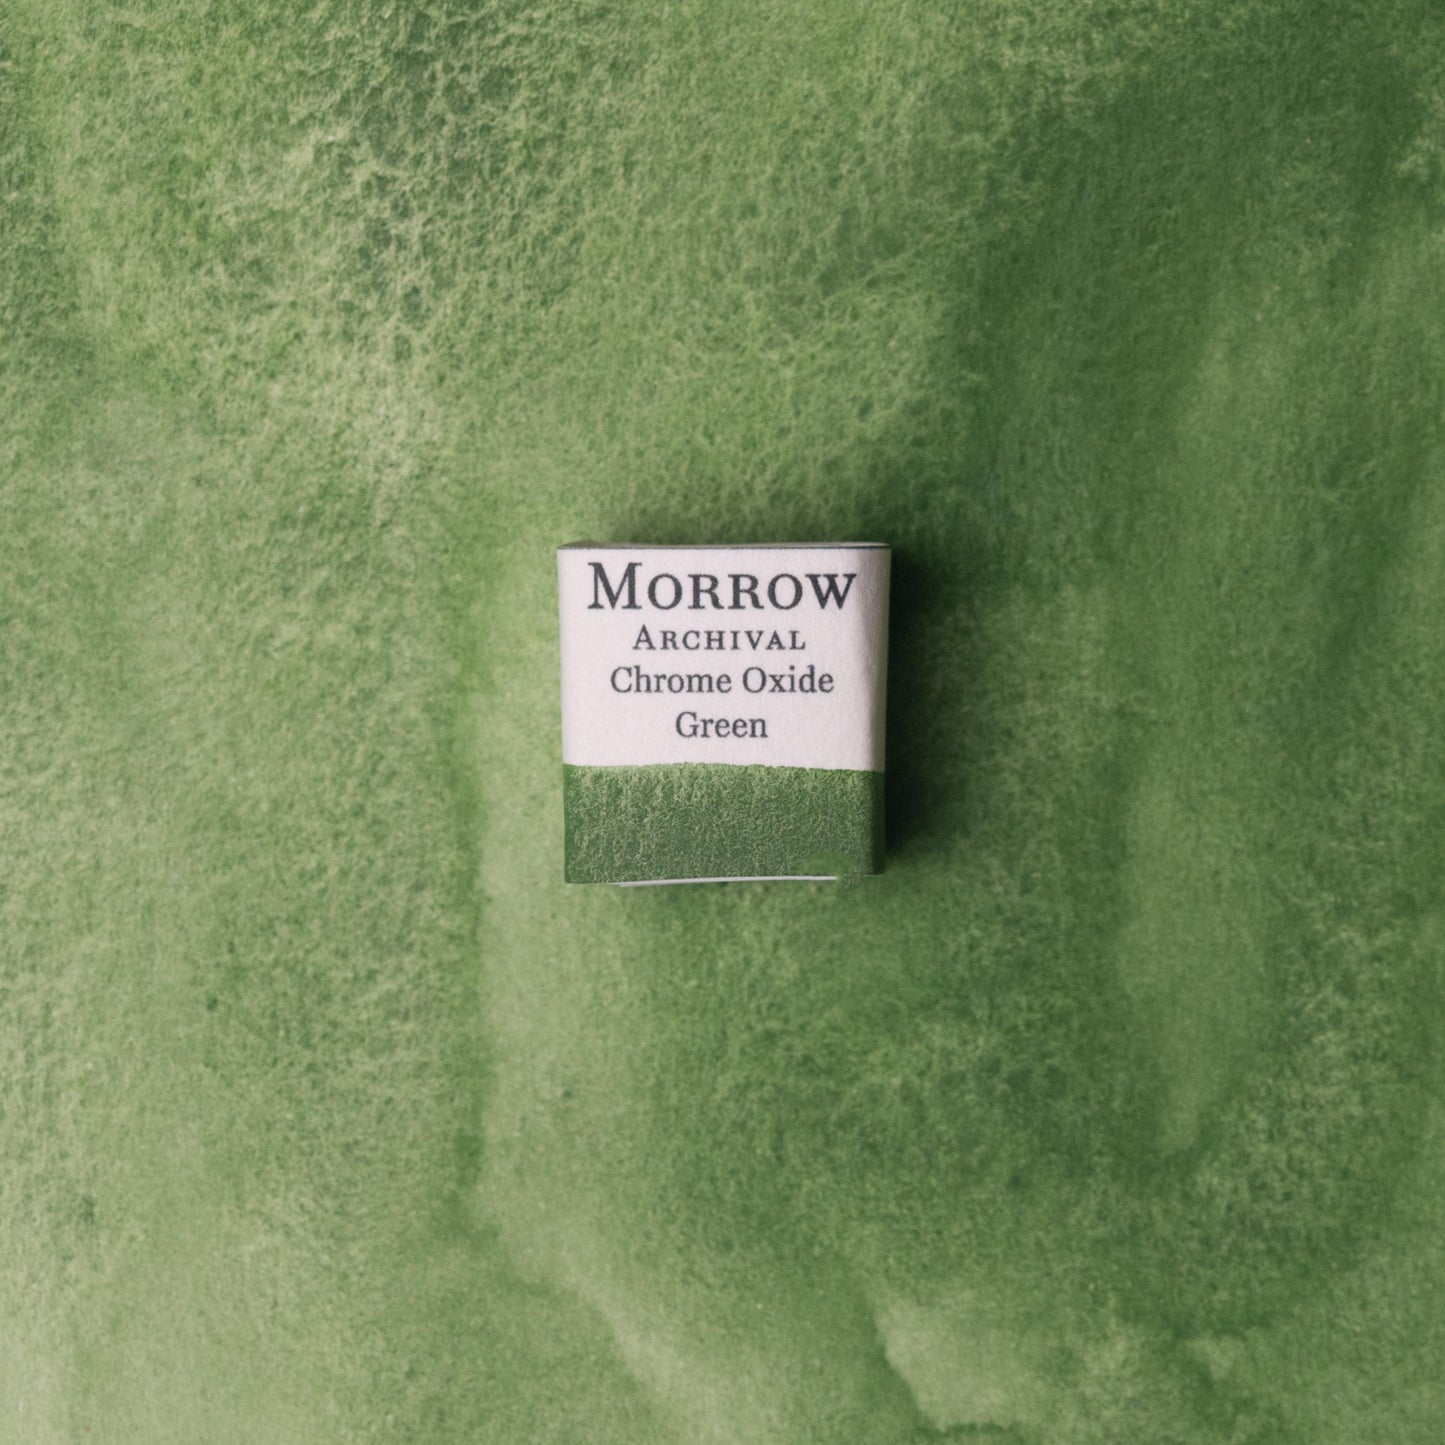 MORROW
ARCHIVAL
Chrome Oxide
Green